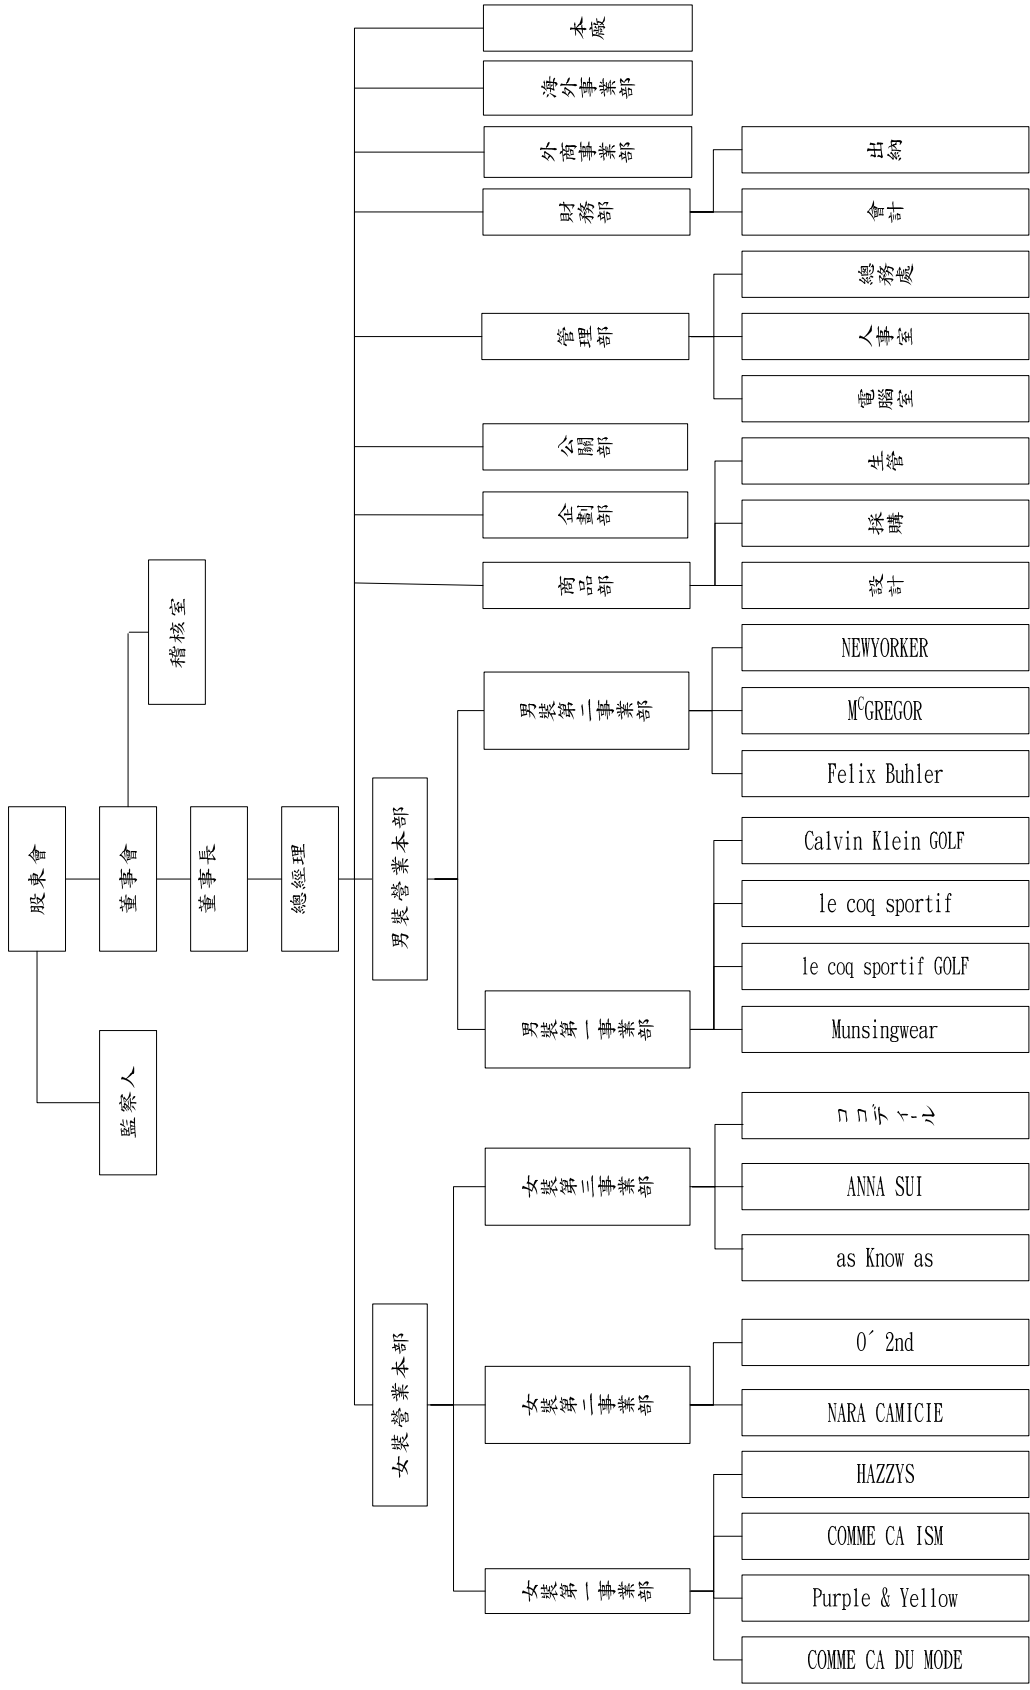 股東會
監察人
董事會
稽核室
董事長
總經理
女裝營業本部
男裝營業本部
女裝第一事業部
女裝第二事業部
女裝第三事業部
男裝第一事業部
男裝第二事業部
商品部
企劃部
公關部
管理部
財務部
外商事業部
海外事業部
本廠
COMME CA DU MODE
Purple & Yellow
COMME CA ISM
HAZZYS
NARA CAMICIE
O´ 2nd
as Know as
ANNA SUI
ココディール
Munsingwear
le coq sportif GOLF
le coq sportif
Calvin Klein GOLF
Felix Buhler
MᶜGREGOR
NEWYORKER
設計
採購
生管
電腦室
人事室
總務處
會計
出納